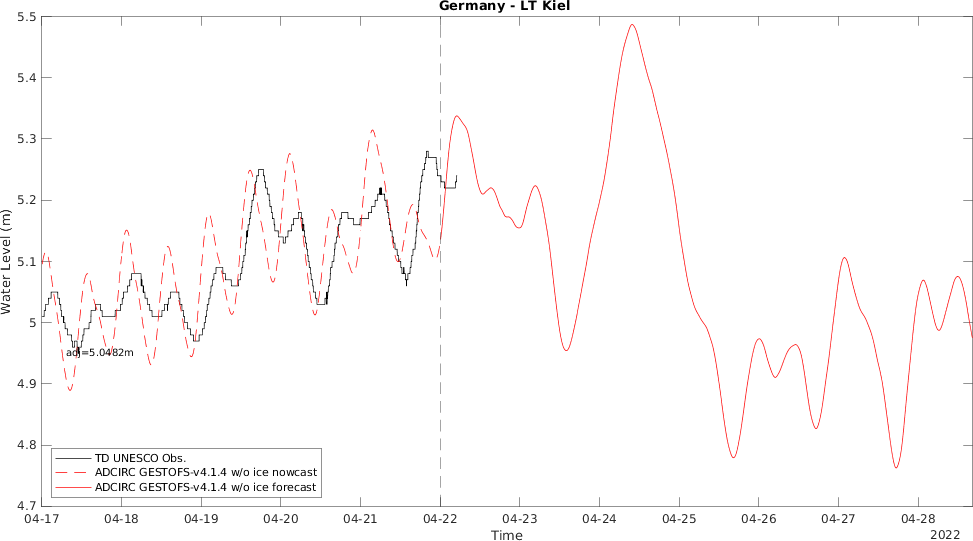 Germany - LT Kiel
5.5
5.4
5.3
5.2
5.1
5
4.9
4.8
4.7
Water Level (m)
adj=5.0482m
TD UNESCO Obs.
ADCIRC GESTOFS-v4.1.4 w/o ice nowcast
ADCIRC GESTOFS-v4.1.4 w/o ice forecast
04-17 04-18 04-19 04-20 04-21 04-22 04-23 04-24 04-25 04-26 04-27 04-28
Time
2022